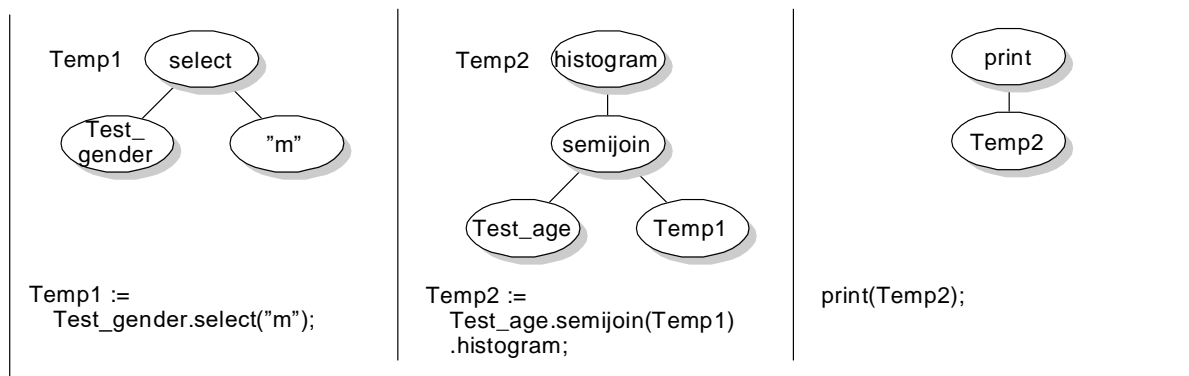 Temp1
select
Test_
gender
”m”
Temp1 :=
Test_gender.select(”m”);
Temp2
histogram
semijoin
Test_age
Temp1
Temp2 :=
Test_age.semijoin(Temp1)
.histogram;
print
Temp2
print(Temp2);